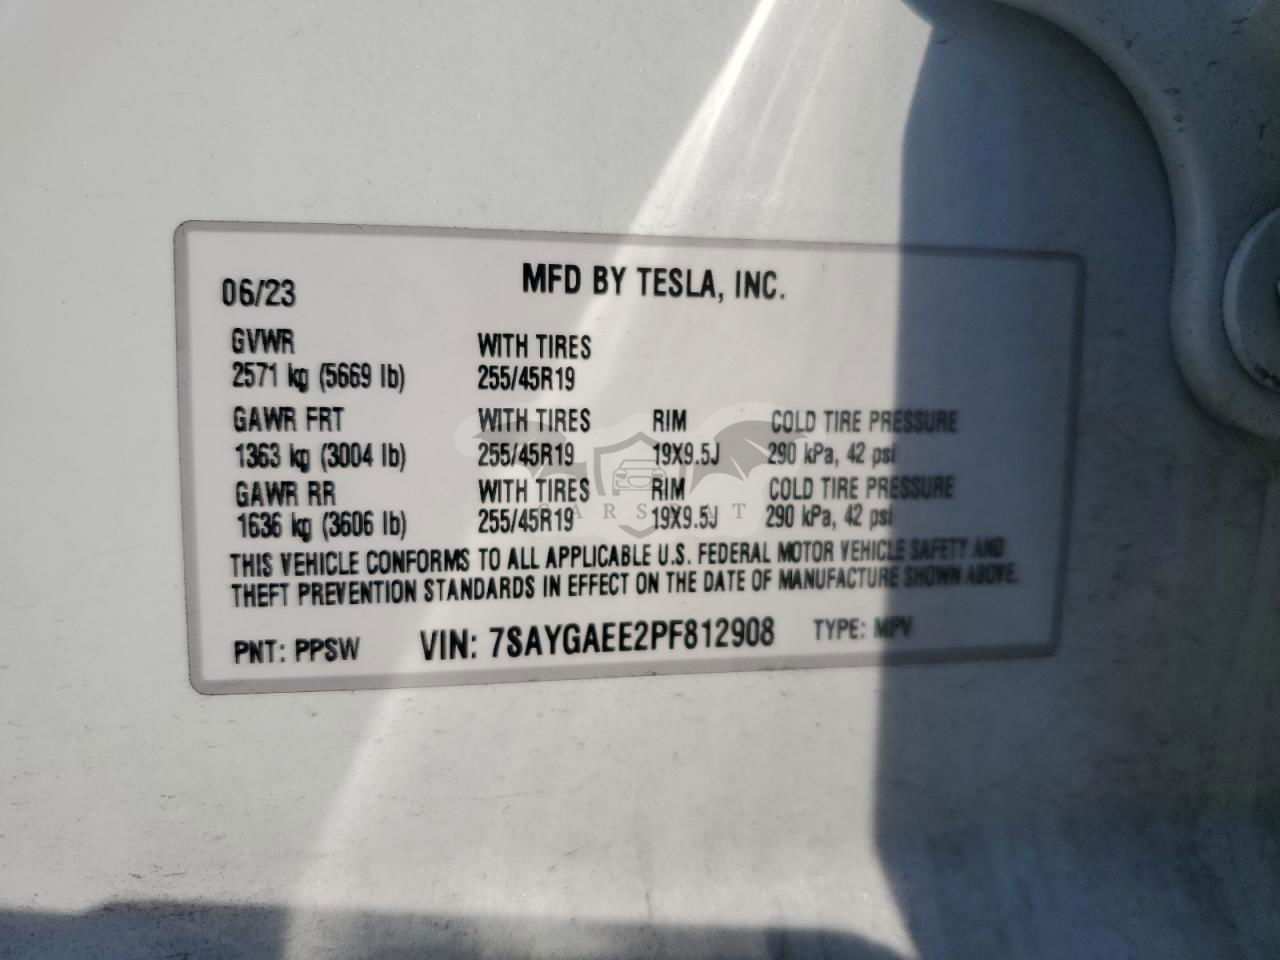 06/23 MFD BY TESLA, INC.
GVWR WITH TIRES
2571 kg (5669 lb) 255/45R19
GAWR FRT WITH TIRES RIM COLD TIRE PRESSURE
1363 kg (3004 lb) 255/45R19 19X9.5J 290 kPa, 42 psi
GAWR RR WITH TIRES RIM COLD TIRE PRESSURE
1636 kg (3606 lb) 255/45R19 19X9.5J 290 kPa, 42 psi
THIS VEHICLE CONFORMS TO ALL APPLICABLE U.S. FEDERAL MOTOR VEHICLE SAFETY AND
THEFT PREVENTION STANDARDS IN EFFECT ON THE DATE OF MANUFACTURE SHOWN ABOVE.
PNT: PPSW VIN: 7SAYGAEE2PF812908 TYPE: MPV